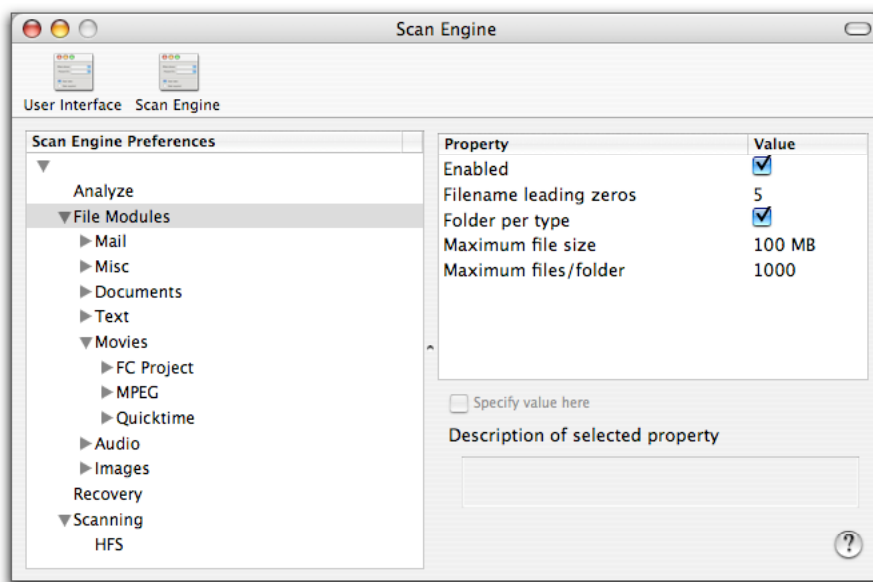 Scan Engine
User Interface Scan Engine
Scan Engine Preferences
Analyze
File Modules
Mail
Misc
Documents
Text
Movies
FC Project
MPEG
Quicktime
Audio
Images
Recovery
Scanning
HFS
Property Value
Enabled
Filename leading zeros 5
Folder per type
Maximum file size 100 MB
Maximum files/folder 1000
Specify value here
Description of selected property
?